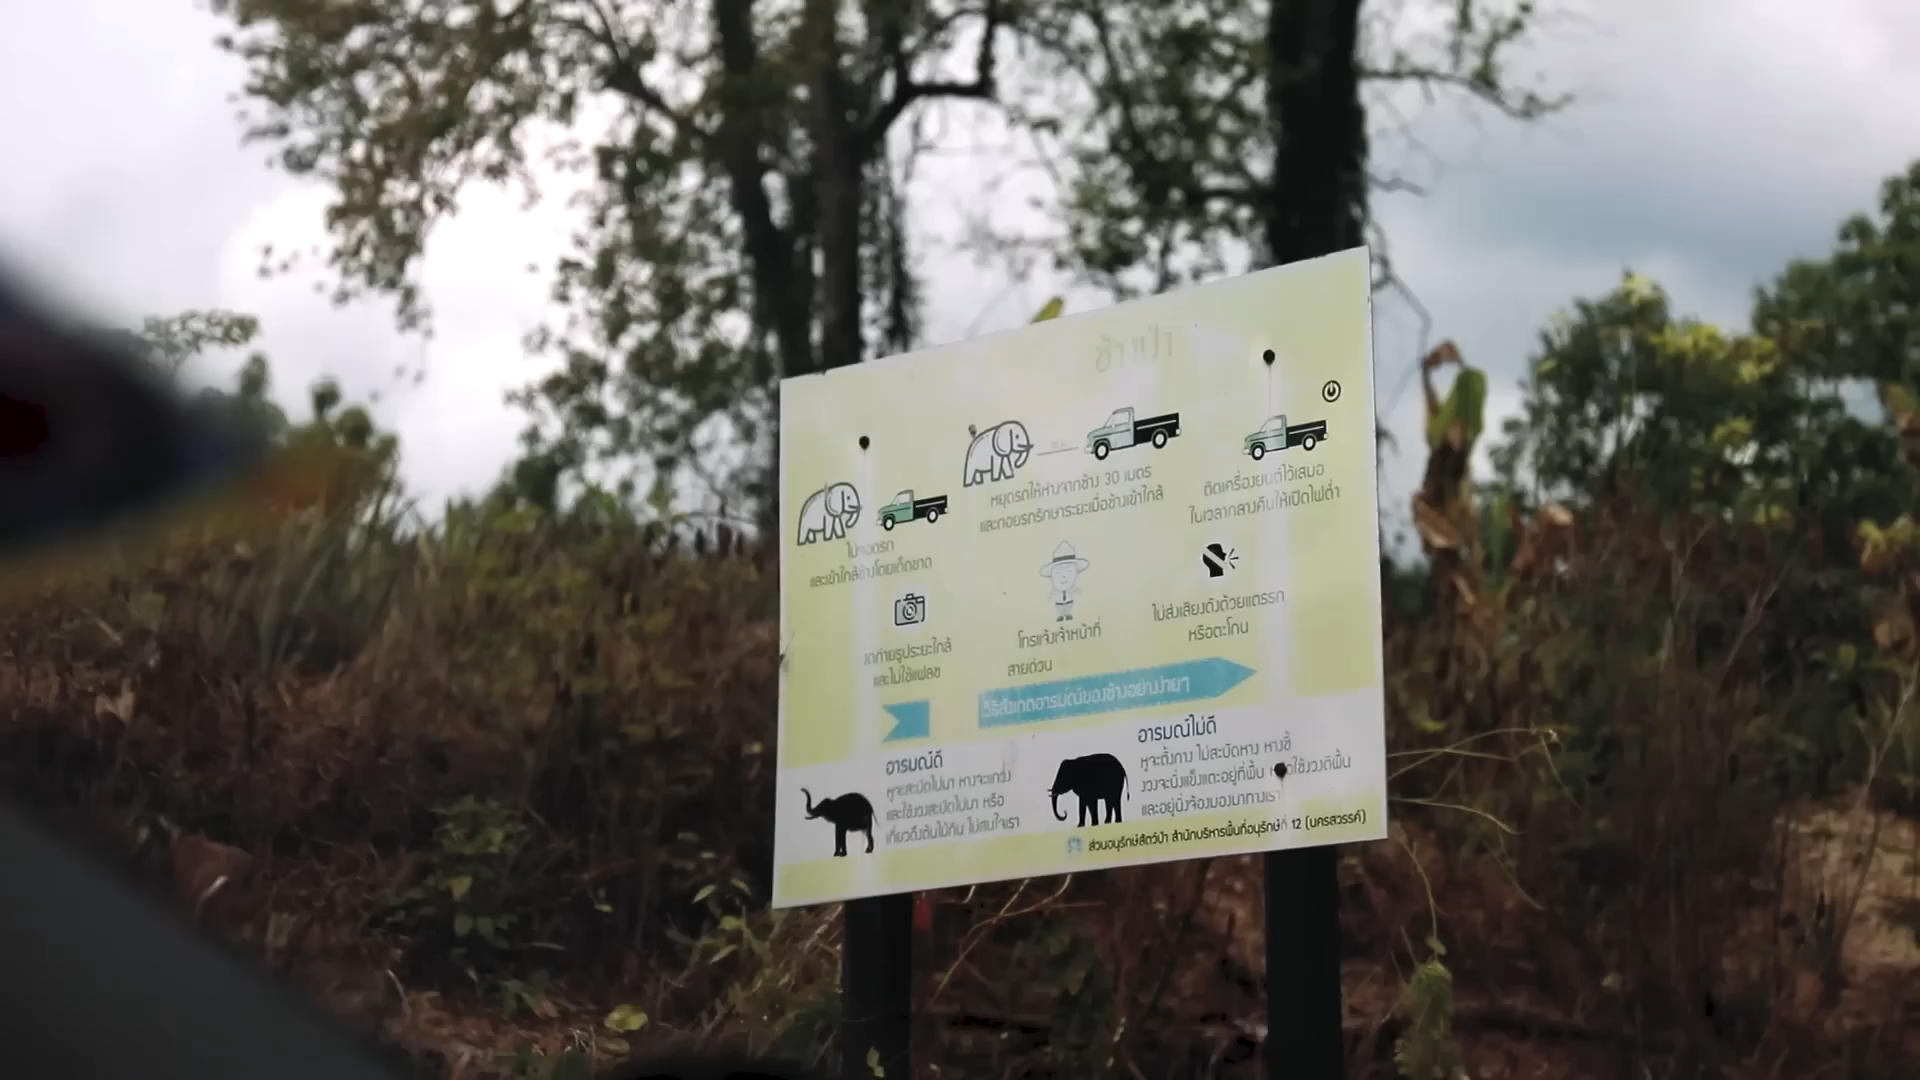 ช้างป่า
หยุดรถให้ห่างจากช้าง 30 เมตร
และถอยรถรักษาระยะเมื่อช้างเข้าใกล้
ติดเครื่องยนต์ไว้เสมอ
ในเวลากลางคืนให้เปิดไฟต่ำ
และเข้าใกล้ช้างโดยเด็ดขาด
งดถ่ายรูประยะใกล้
และไม่ใช้แฟลช
โทรแจ้งเจ้าหน้าที่
สายด่วน
ไม่ส่งเสียงดังด้วยแตรรถ
หรือตะโกน
วิธีสังเกตอารมณ์ของช้างอย่างง่ายๆ
อารมณ์ดี
หูจะสะบัดไปมา หางจะแกว่ง
และใช้งวงสะบัดไปมา หรือ
เกี่ยวดึงต้นไม้กิน ไม่สนใจเรา
อารมณ์ไม่ดี
หูจะตั้งกาง ไม่สะบัดหาง หางชี้
งวงจะนิ่งแข็งแตะอยู่ที่พื้น หรือใช้งวงตีพื้น
และอยู่นิ่งจ้องมองมาทางเรา
ส่วนอนุรักษ์สัตว์ป่า สำนักบริหารพื้นที่อนุรักษ์ที่ 12 (นครสวรรค์)